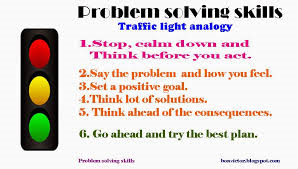 Problem solving skills
Traffic light analogy
1.Stop, calm down and
Think before you act.
2.Say the problem and how you feel.
3.Set a positive goal.
4.Think lot of solutions.
5. Think ahead of the consequences.
6. Go ahead and try the best plan.
Problem solving skills
beavictor.blogspot.com